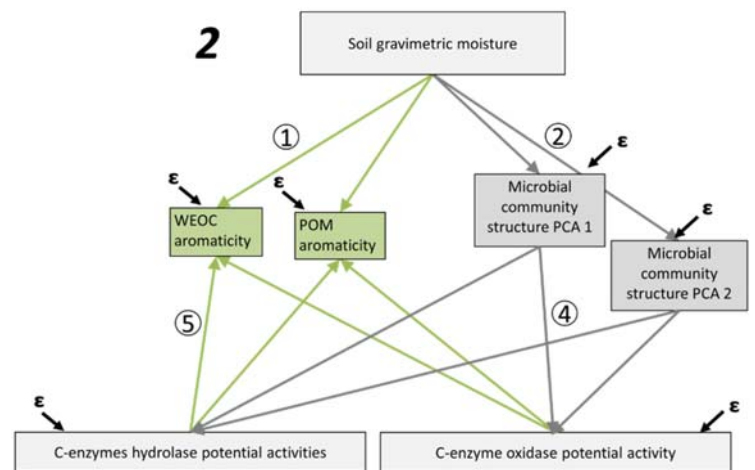 2
Soil gravimetric moisture
①
②
ε
ε
ε
ε
WEOC
aromaticity
POM
aromaticity
Microbial
community
structure PCA 1
Microbial
community
structure PCA 2
⑤
④
ε
ε
C-enzymes hydrolase potential activities
C-enzyme oxidase potential activity